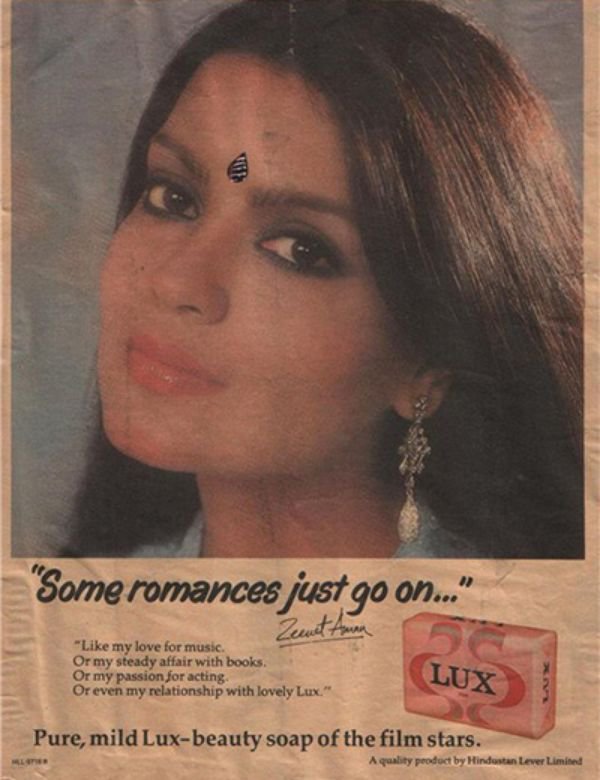 "Some romances just go on..."
Zeenat Aman
"Like my love for music.
Or my steady affair with books.
Or my passion for acting.
Or even my relationship with lovely Lux."
LUX
LUX
Pure, mild Lux-beauty soap of the film stars.
A quality product by Hindustan Lever Limited